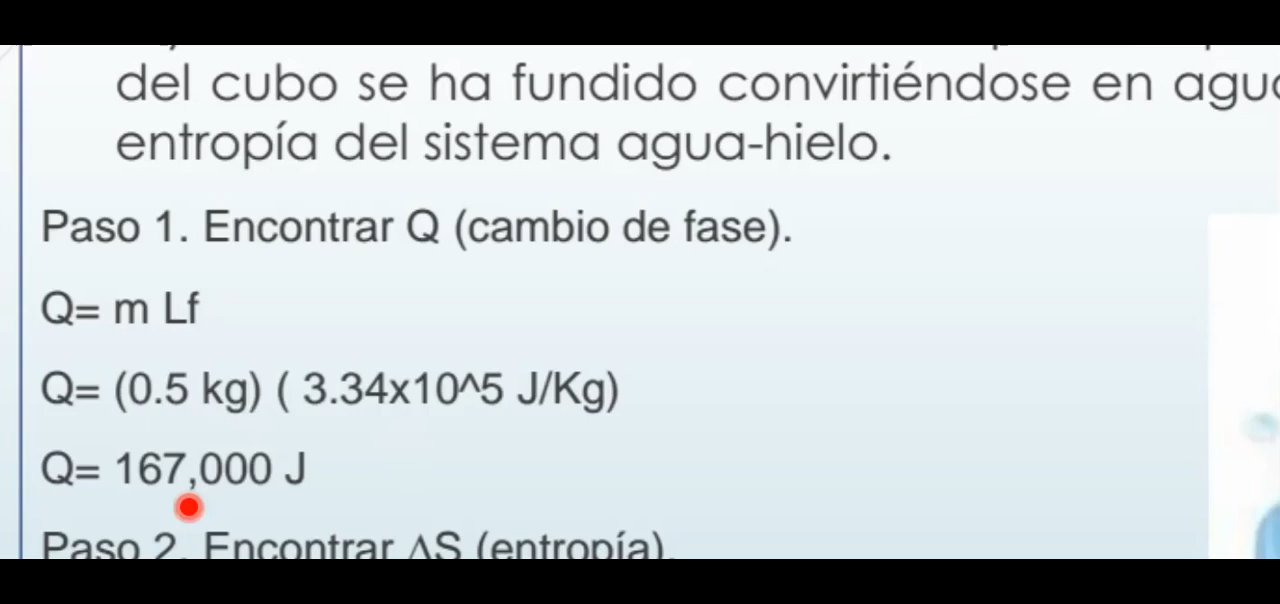 del cubo se ha fundido convirtiéndose en
entropía del sistema agua-hielo.
Paso 1. Encontrar Q (cambio de fase).
Q= m Lf
Q= (0.5 kg) ( 3.34x10^5 J/Kg)
Q= 167,000 J
Paso 2. Encontrar ΔS (entropía).